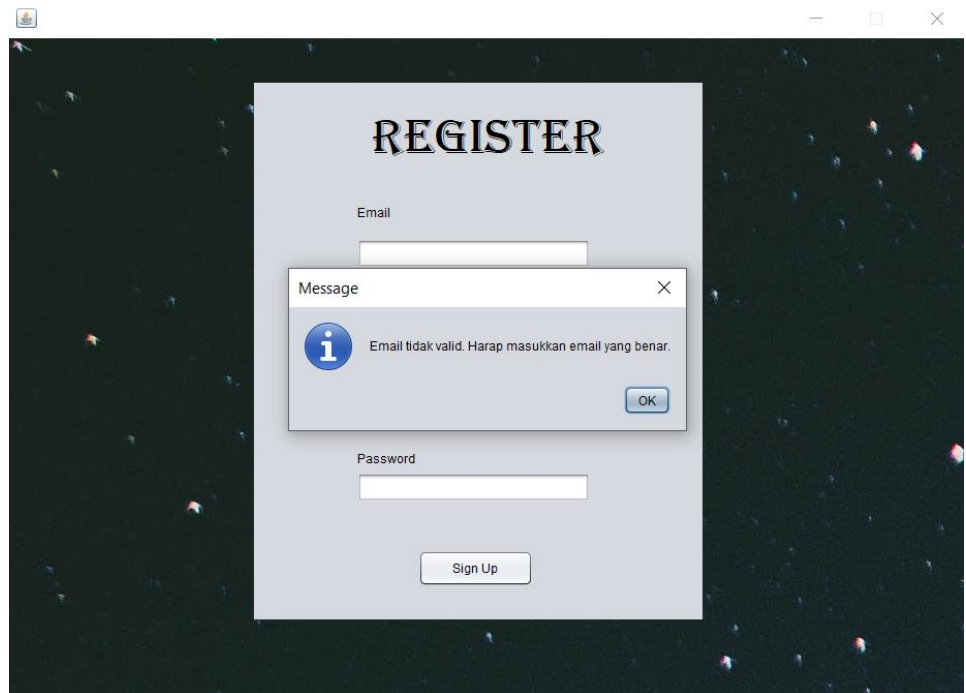 REGISTER
Email
Message
Email tidak valid. Harap masukkan email yang benar.
OK
Password
Sign Up